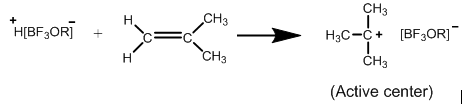 H⁺[BF₃OR]⁻ + H H C=C CH₃ CH₃ H₃C–C⁺ CH₃ CH₃ [BF₃OR]⁻
(Active center)